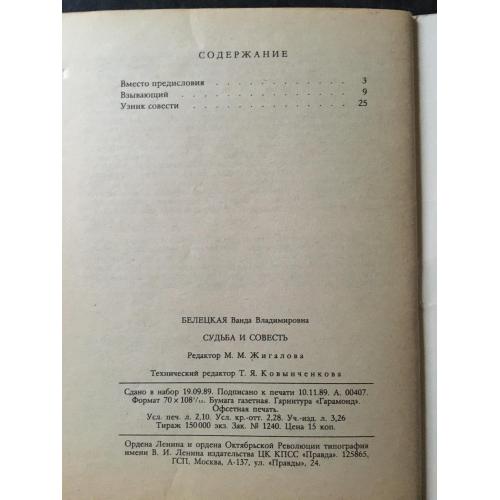 СОДЕРЖАНИЕ
Вместо предисловия . . . . . . . . . . . 3
Взывающий . . . . . . . . . . . . . 9
Узник совести . . . . . . . . . . . . 25
БЕЛЕЦКАЯ Ванда Владимировна
СУДЬБА И СОВЕСТЬ
Редактор М. М. Жигалова
Технический редактор Т. Я. Ковынченкова
Сдано в набор 19.09.89. Подписано к печати 10.11.89. А. 00407.
Формат 70 × 108¹/₃₂. Бумага газетная. Гарнитура «Гарамонд».
Офсетная печать.
Усл. печ. л. 2,10. Усл. кр.-отт. 2,28. Уч.-изд. л. 3,26
Тираж 150 000 экз. Зак. № 1240. Цена 15 коп.
Ордена Ленина и ордена Октябрьской Революции типография
имени В. И. Ленина издательства ЦК КПСС «Правда». 125865,
ГСП, Москва, А-137, ул. «Правды», 24.